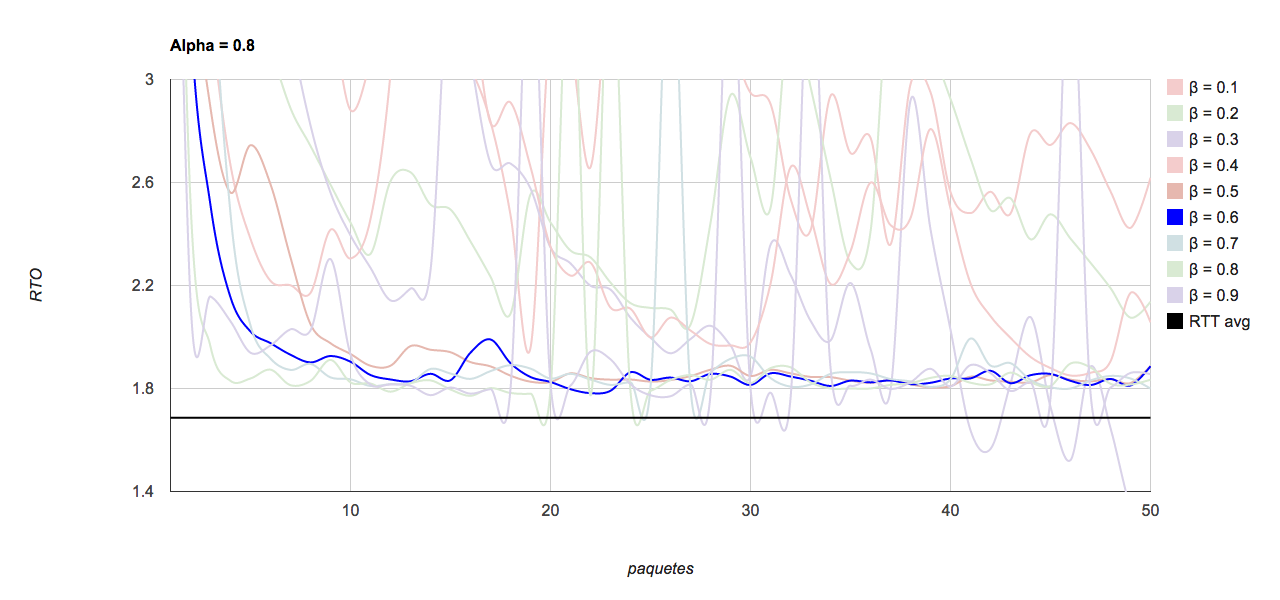 Alpha = 0.8
RTO
3
2.6
2.2
1.8
1.4
10
20
30
40
50
paquetes
β = 0.1
β = 0.2
β = 0.3
β = 0.4
β = 0.5
β = 0.6
β = 0.7
β = 0.8
β = 0.9
RTT avg